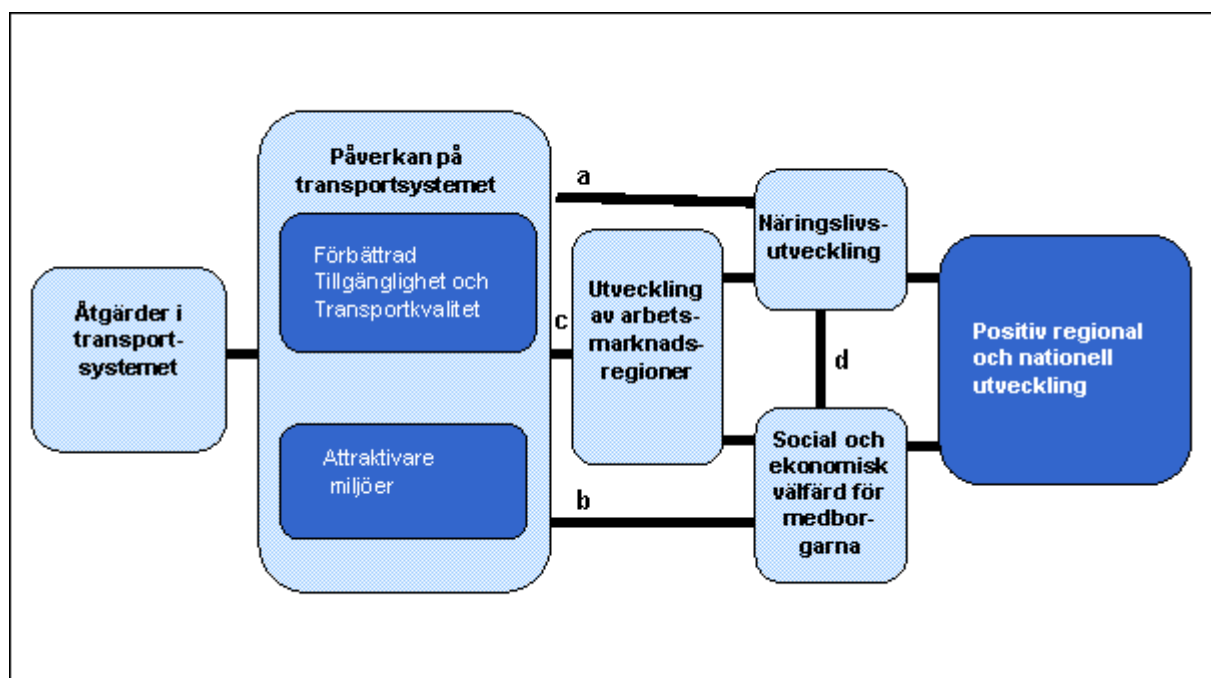 Åtgärder i
transport-
systemet
Påverkan på
transportsystemet
Förbättrad
Tillgänglighet och
Transportkvalitet
Attraktivare
miljöer
a
c
b
Utveckling
av arbets-
marknads-
regioner
Näringslivs-
utveckling
d
Social och
ekonomisk
välfärd för
medbor-
garna
Positiv regional
och nationell
utveckling